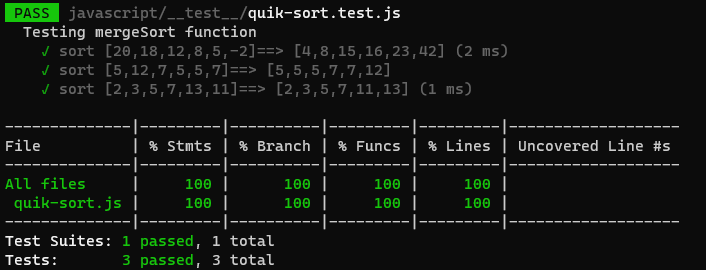 PASS javascript/__test__/quik-sort.test.js
Testing mergeSort function
✓ sort [20,18,12,8,5,-2]==> [4,8,15,16,23,42] (2 ms)
✓ sort [5,12,7,5,5,7]==> [5,5,5,7,7,12]
✓ sort [2,3,5,7,13,11]==> [2,3,5,7,11,13] (1 ms)
--------------|---------|----------|---------|---------|-------------------
File          | % Stmts | % Branch | % Funcs | % Lines | Uncovered Line #s
--------------|---------|----------|---------|---------|-------------------
All files     |     100 |      100 |     100 |     100 |
 quik-sort.js |     100 |      100 |     100 |     100 |
--------------|---------|----------|---------|---------|-------------------
Test Suites: 1 passed, 1 total
Tests:       3 passed, 3 total